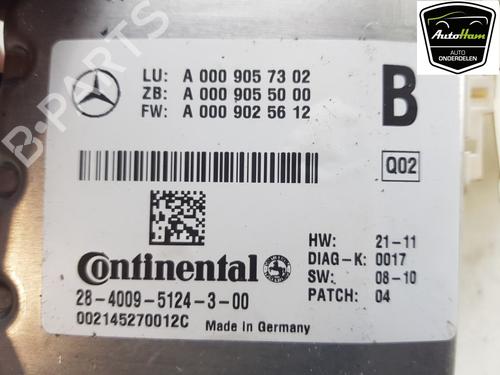 AutoHam
AUTO
ONDERDELEN
LU: A 000 905 73 02
ZB: A 000 905 50 00
FW: A 000 902 56 12
B
Q02
B-PARTS
Continental
HW: 21-11
DIAG-K: 0017
SW: 08-10
PATCH: 04
28-4009-5124-3-00
002145270012C Made in Germany